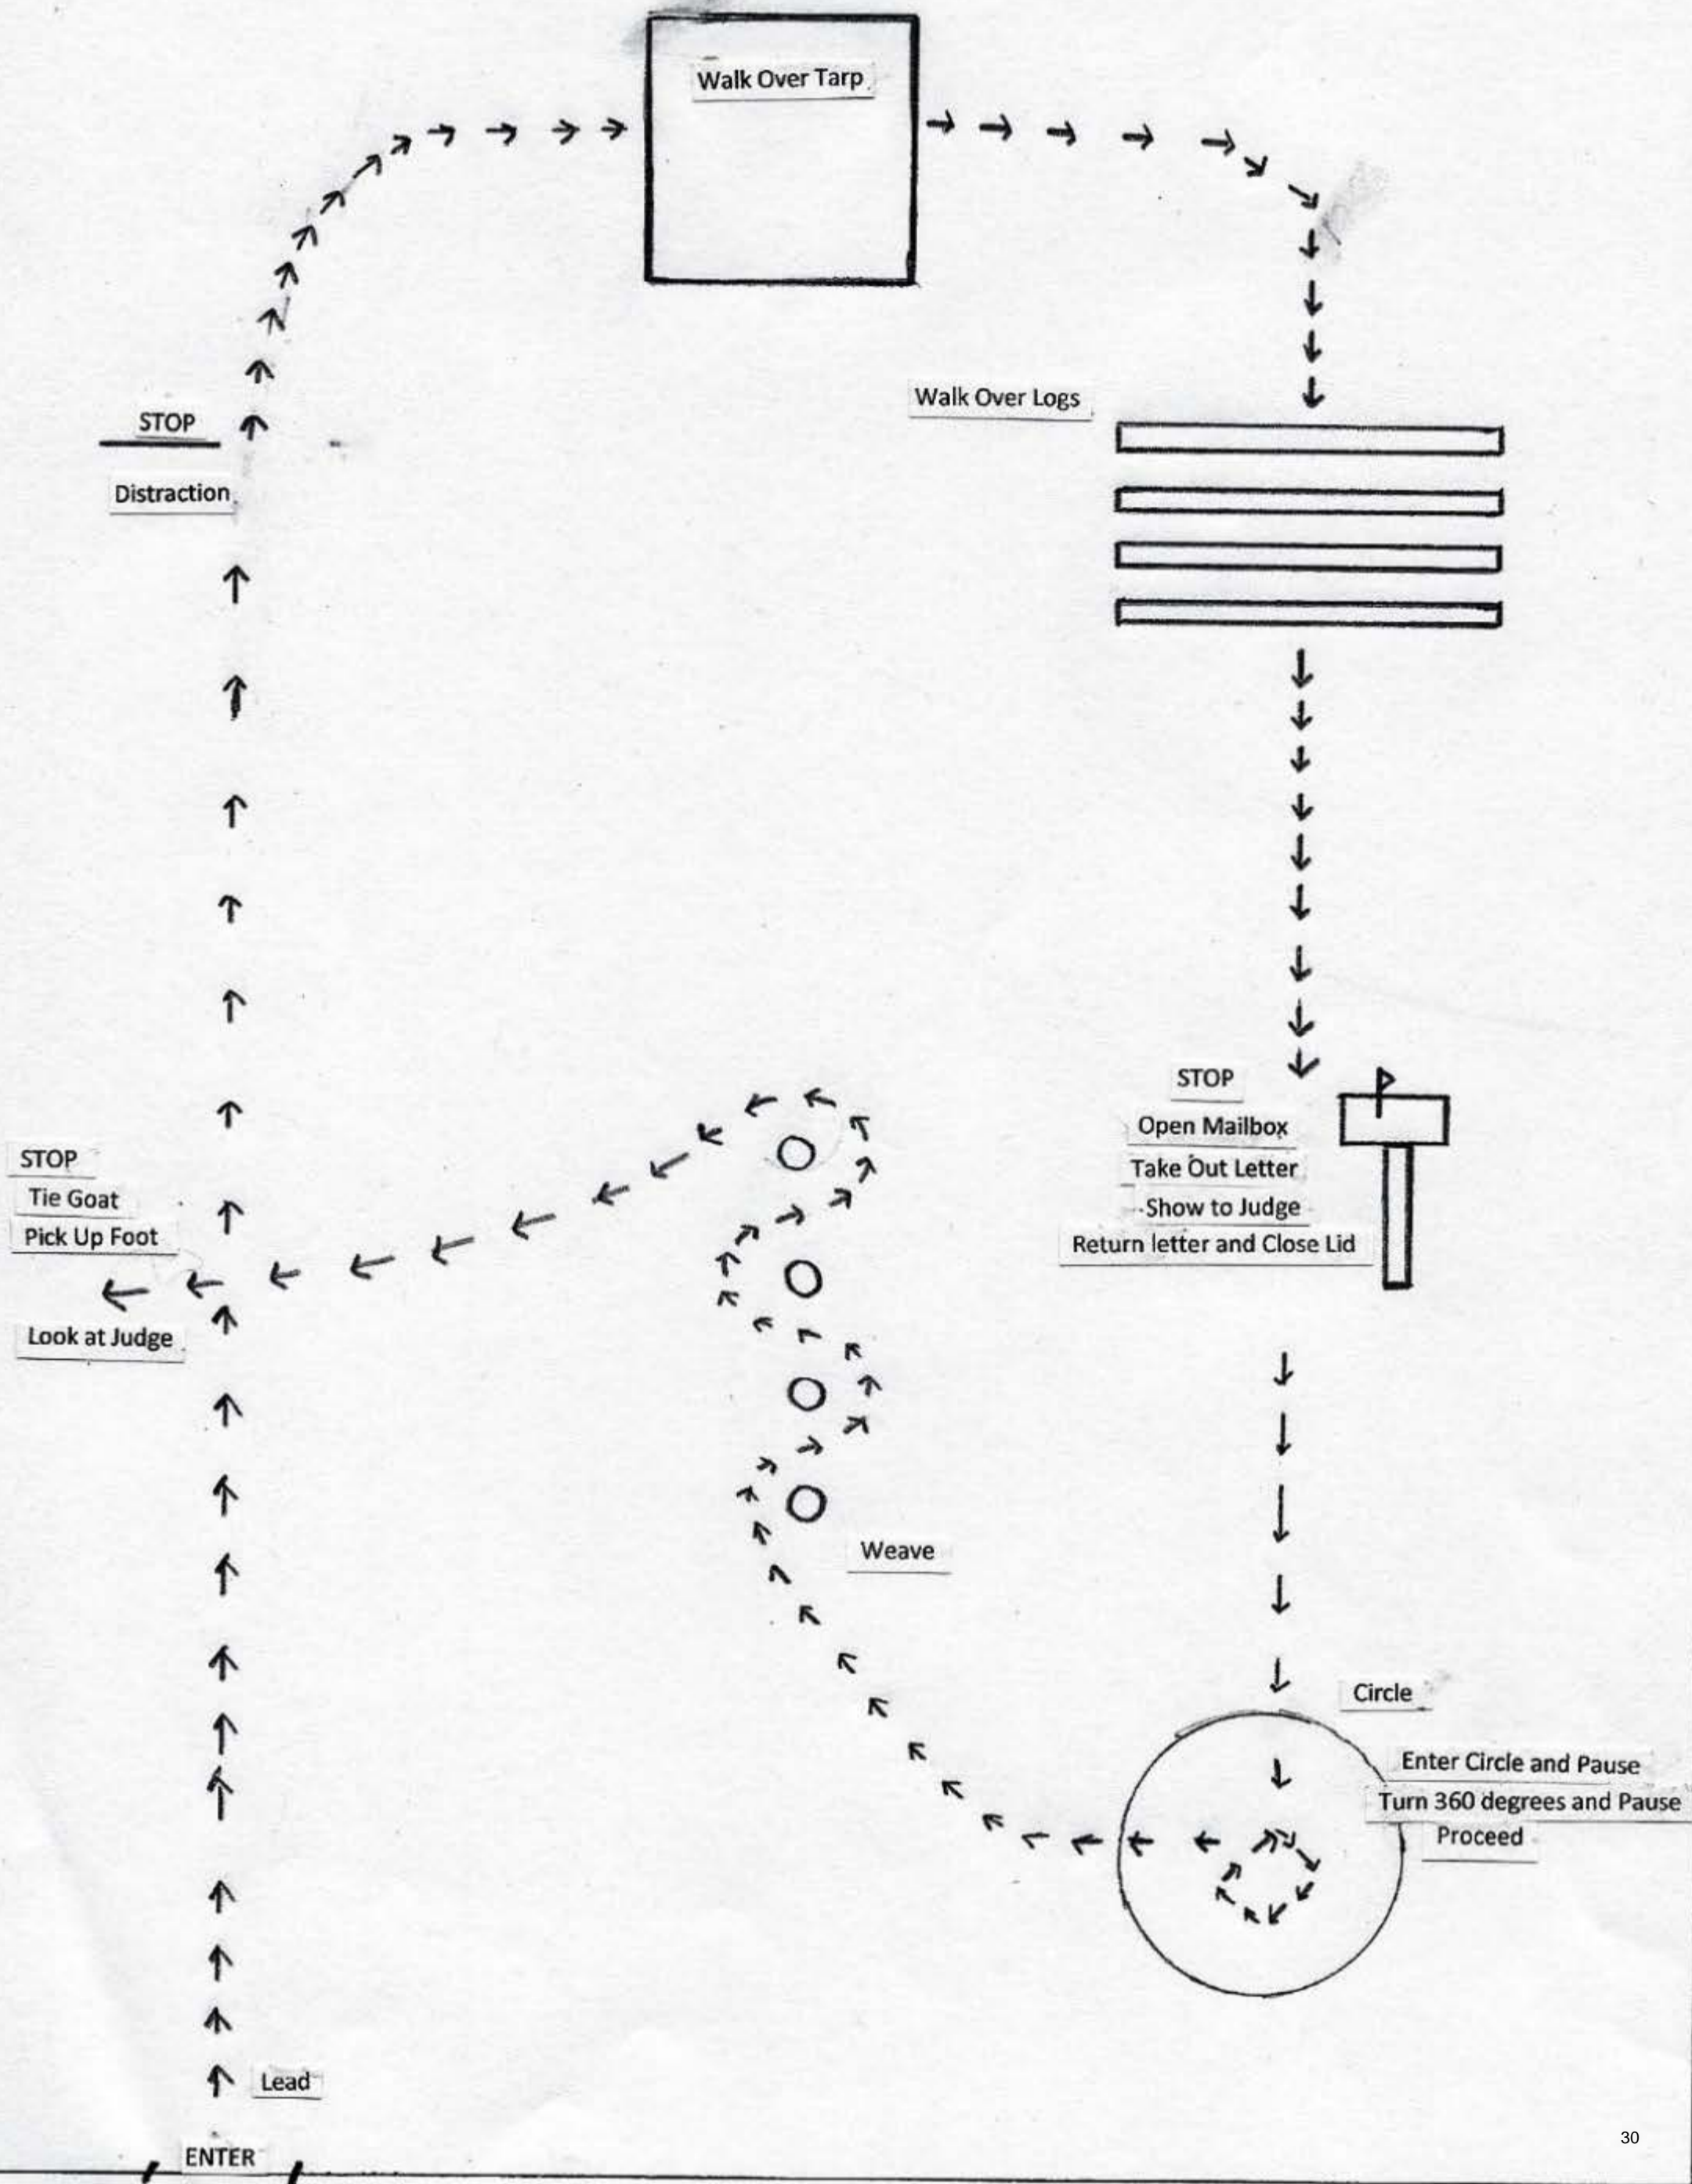 Walk Over Tarp
Walk Over Logs
STOP
Distraction
STOP
Open Mailbox
Take Out Letter
Show to Judge
Return letter and Close Lid
STOP
Tie Goat
Pick Up Foot
Look at Judge
Weave
Circle
Enter Circle and Pause
Turn 360 degrees and Pause
Proceed
Lead
ENTER
30